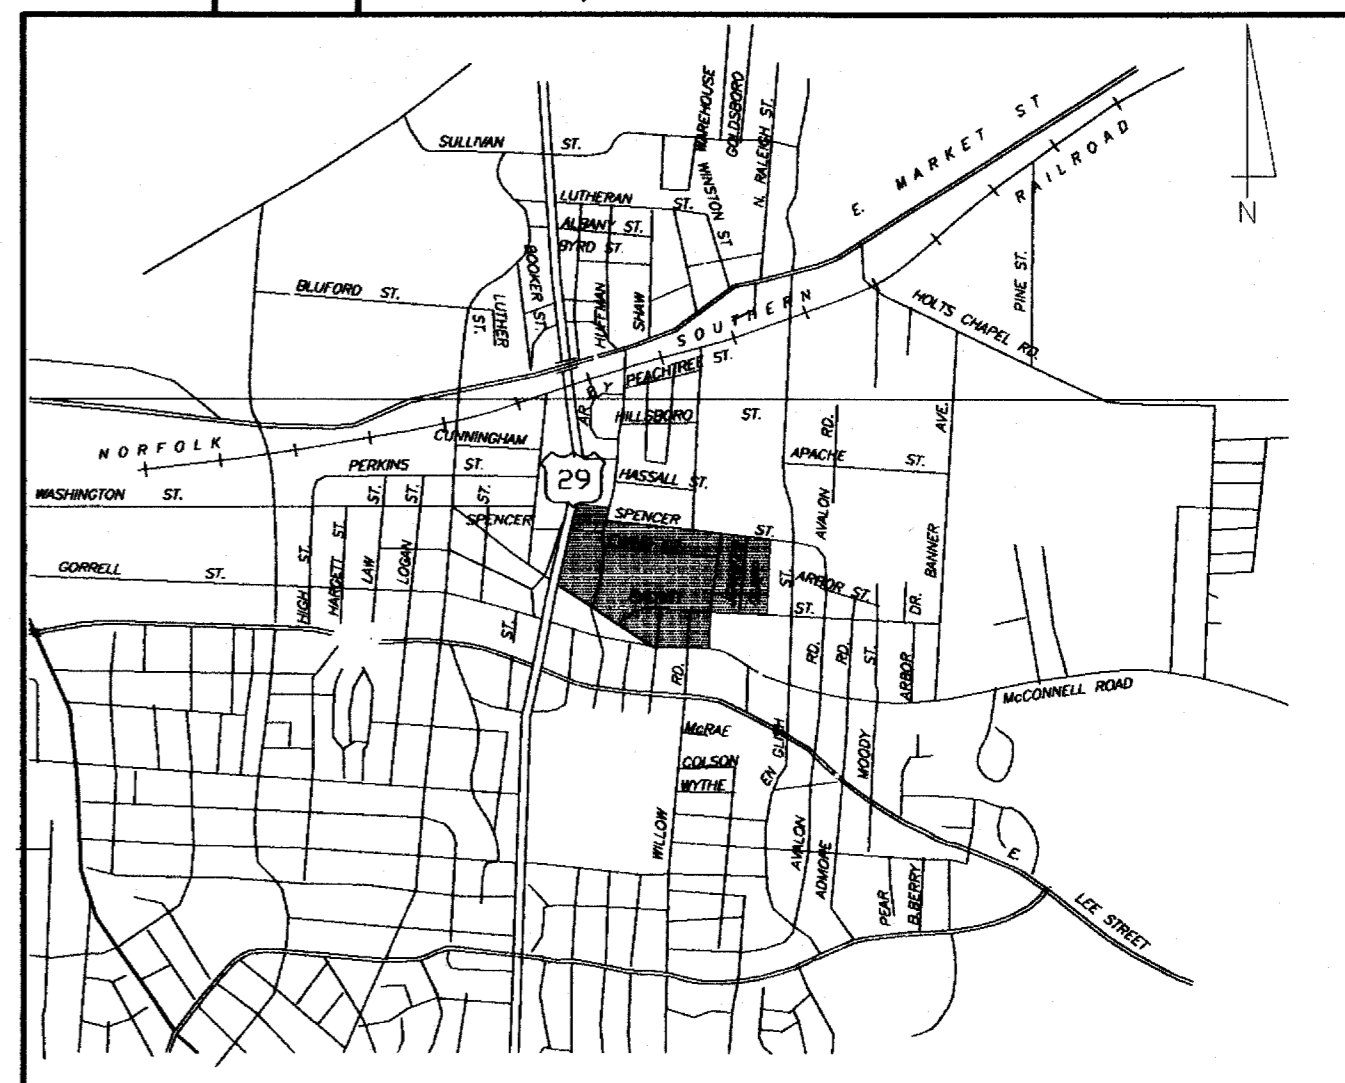 SULLIVAN ST.
WAREHOUSE
GOLDSBORO
N. RALEIGH ST.
WINSTON ST
E. MARKET ST
RAILROAD
LUTHERAN ST.
ALBANY ST.
BYRD ST.
BOOKER ST.
N
BLUFORD ST.
LUTHER ST.
HUFFMAN
SHAW
SOUTHERN
PINE ST.
HOLTS CHAPEL RD.
PEACHTREE ST.
HILLSBORO ST.
AVE.
NORFOLK
CUNNINGHAM
PERKINS ST.
APACHE ST.
29
HASSALL ST.
WASHINGTON ST.
ST.
ST.
ST.
AVALON RD.
SPENCER
SPENCER ST.
GORRELL ST.
HIGH ST.
HARGETT ST
LAW
LOGAN
BANNER
ST.
ARBOR ST.
ST.
DR.
ST.
RD.
RD.
RD.
ST.
ARBOR
McCONNELL ROAD
McRAE
COLSON
WYTHE
EN GLISH
MOODY
WILLOW
AVALON
ADMORE
PEAR
B.BERRY
E.
LEE STREET